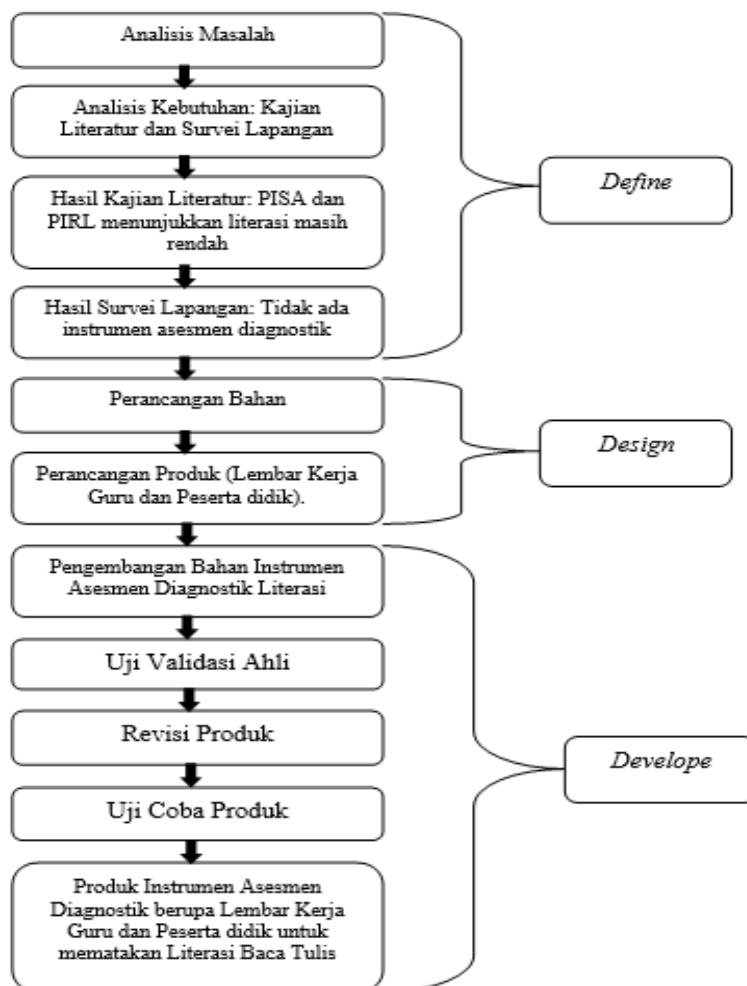 Analisis Masalah
Analisis Kebutuhan: Kajian
Literatur dan Survei Lapangan
Hasil Kajian Literatur: PISA dan
PIRL menunjukkan literasi masih
rendah
Hasil Survei Lapangan: Tidak ada
instrumen asesmen diagnostik
Define
Perancangan Bahan
Perancangan Produk (Lembar Kerja
Guru dan Peserta didik).
Design
Pengembangan Bahan Instrumen
Asesmen Diagnostik Literasi
Uji Validasi Ahli
Revisi Produk
Uji Coba Produk
Produk Instrumen Asesmen
Diagnostik berupa Lembar Kerja
Guru dan Peserta didik untuk
mematakan Literasi Baca Tulis
Develope